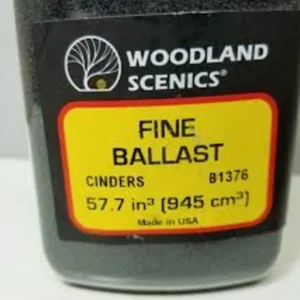 WOODLAND
SCENICS®
FINE
BALLAST
CINDERS B1376
57.7 in³ (945 cm³)
Made in USA